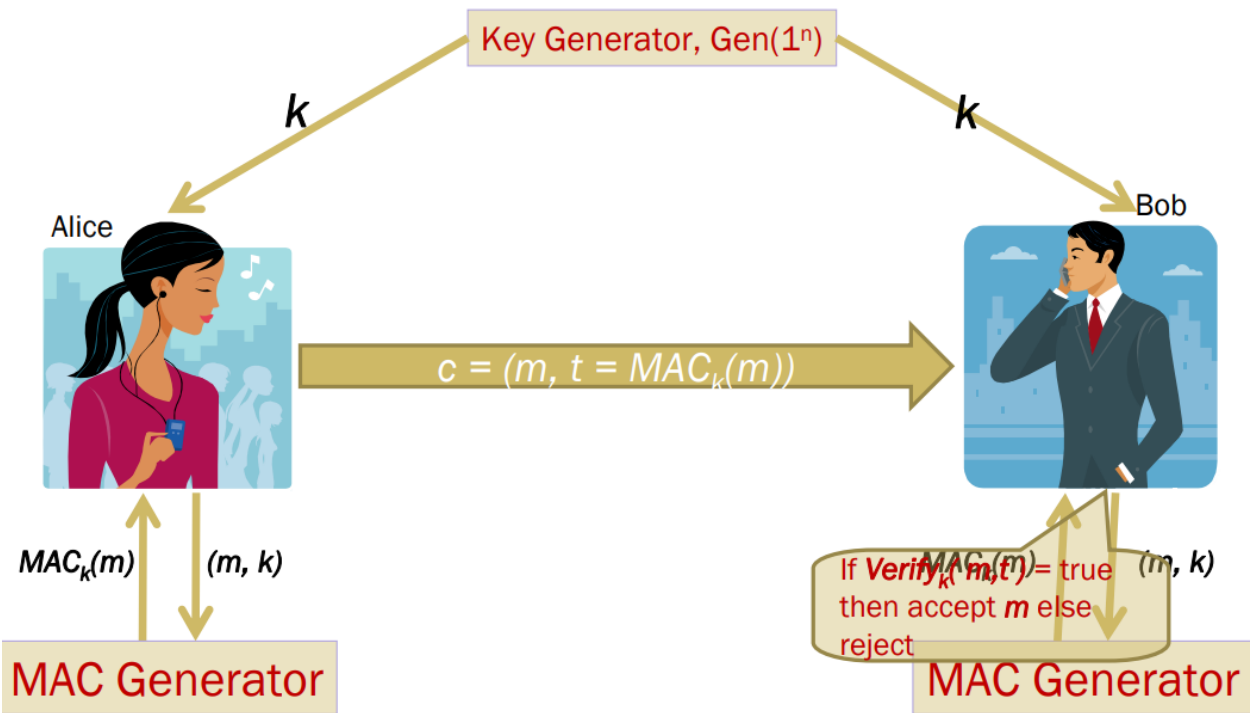 Key Generator, Gen(1ⁿ)
k
k
Alice
Bob
c = (m, t = MACₖ(m))
MACₖ(m)
(m, k)
MACₖ(m)
(m, k)
If Verifyₖ( m,t ) = true
then accept m else
reject
MAC Generator
MAC Generator